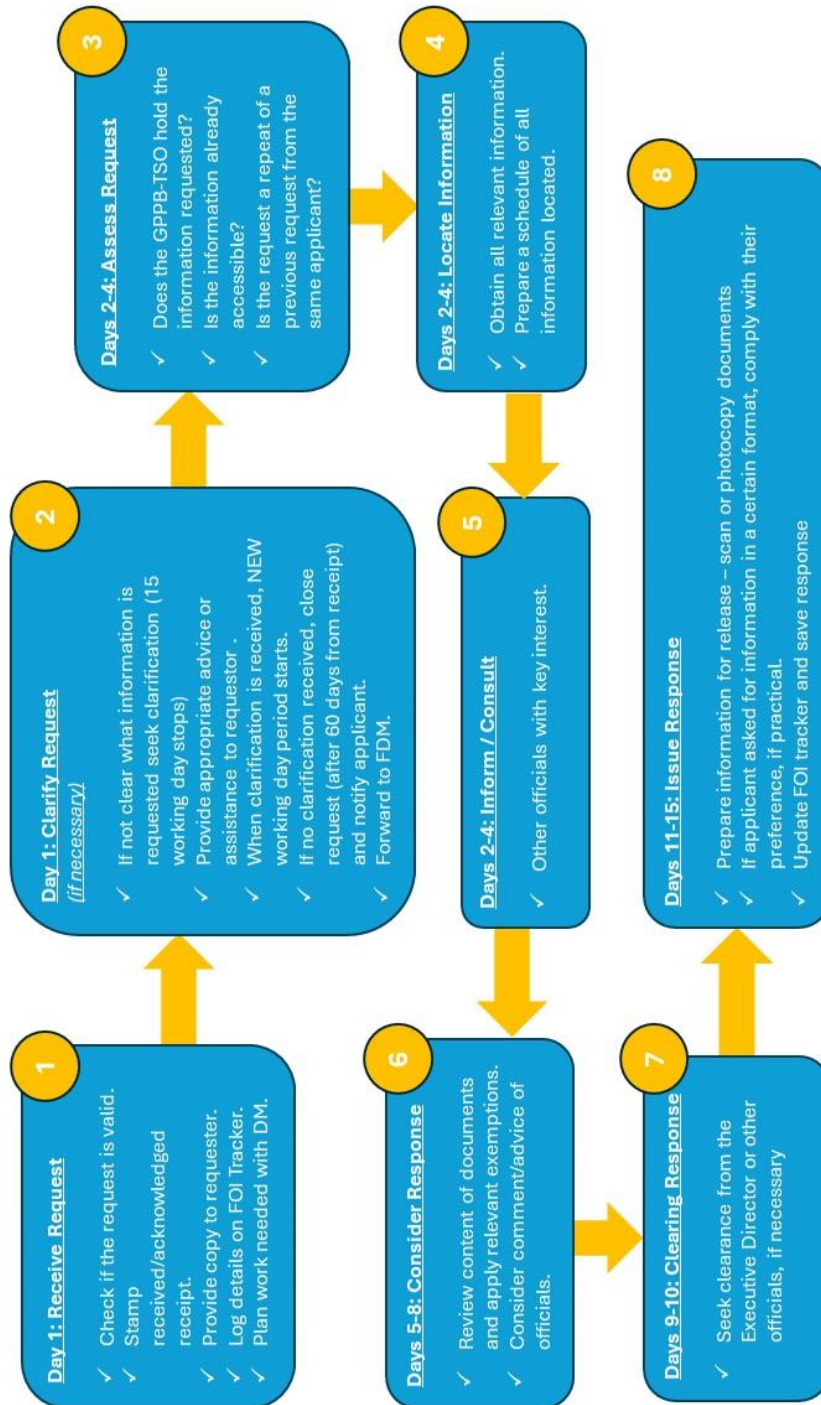 1
Day 1: Receive Request
✓ Check if the request is valid.
✓ Stamp
received/acknowledged
receipt.
✓ Provide copy to requester.
✓ Log details on FOI Tracker.
✓ Plan work needed with DM.
2
Day 1: Clarify Request
(if necessary)
✓ If not clear what information is
requested seek clarification (15
working day stops)
✓ Provide appropriate advice or
assistance to requestor .
✓ When clarification is received, NEW
working day period starts.
✓ If no clarification received, close
request (after 60 days from receipt)
and notify applicant.
✓ Forward to FDM.
3
Days 2-4: Assess Request
✓ Does the GPPB-TSO hold the
information requested?
✓ Is the information already
accessible?
✓ Is the request a repeat of a
previous request from the
same applicant?
4
Days 2-4: Locate Information
✓ Obtain all relevant information.
✓ Prepare a schedule of all
information located.
5
Days 2-4: Inform / Consult
✓ Other officials with key interest.
6
Days 5-8: Consider Response
✓ Review content of documents
and apply relevant exemptions.
✓ Consider comment/advice of
officials.
7
Days 9-10: Clearing Response
✓ Seek clearance from the
Executive Director or other
officials, if necessary
8
Days 11-15: Issue Response
✓ Prepare information for release – scan or photocopy documents
✓ If applicant asked for information in a certain format, comply with their
preference, if practical.
✓ Update FOI tracker and save response